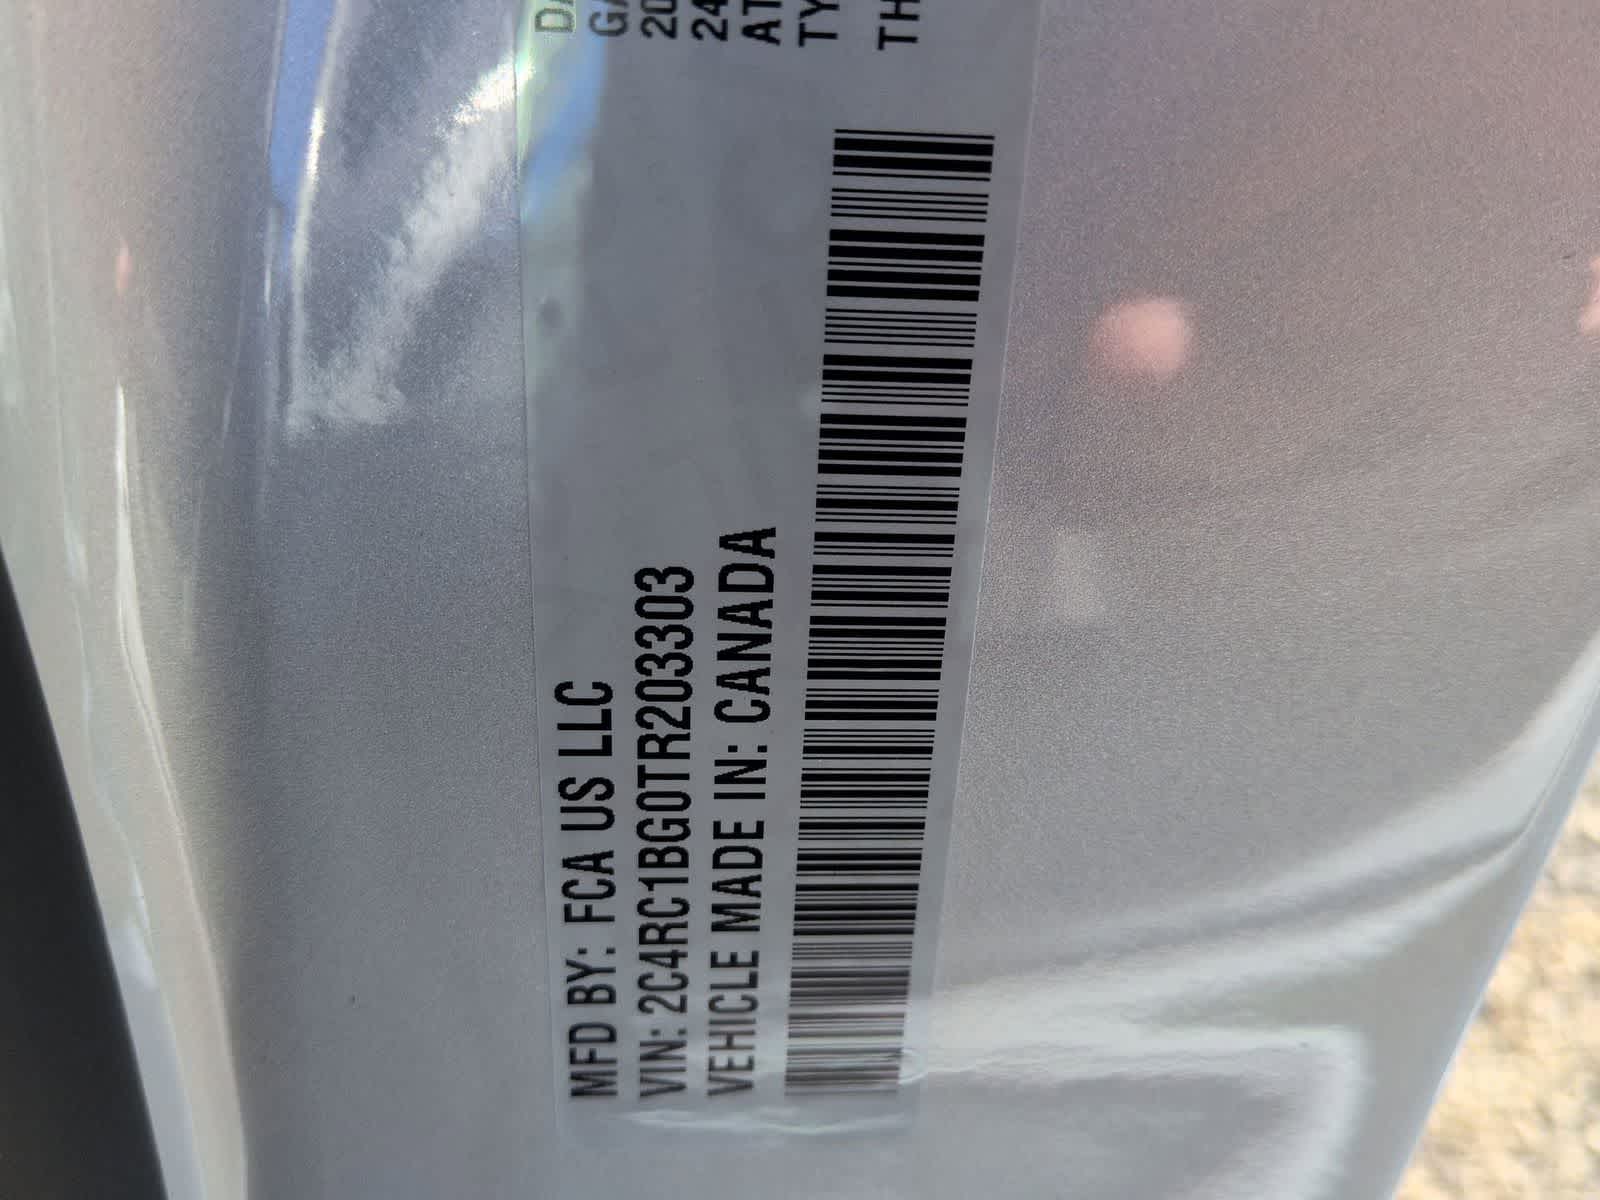 MFD BY: FCA US LLC
VIN: 2C4RC1BG0TR203303
VEHICLE MADE IN: CANADA